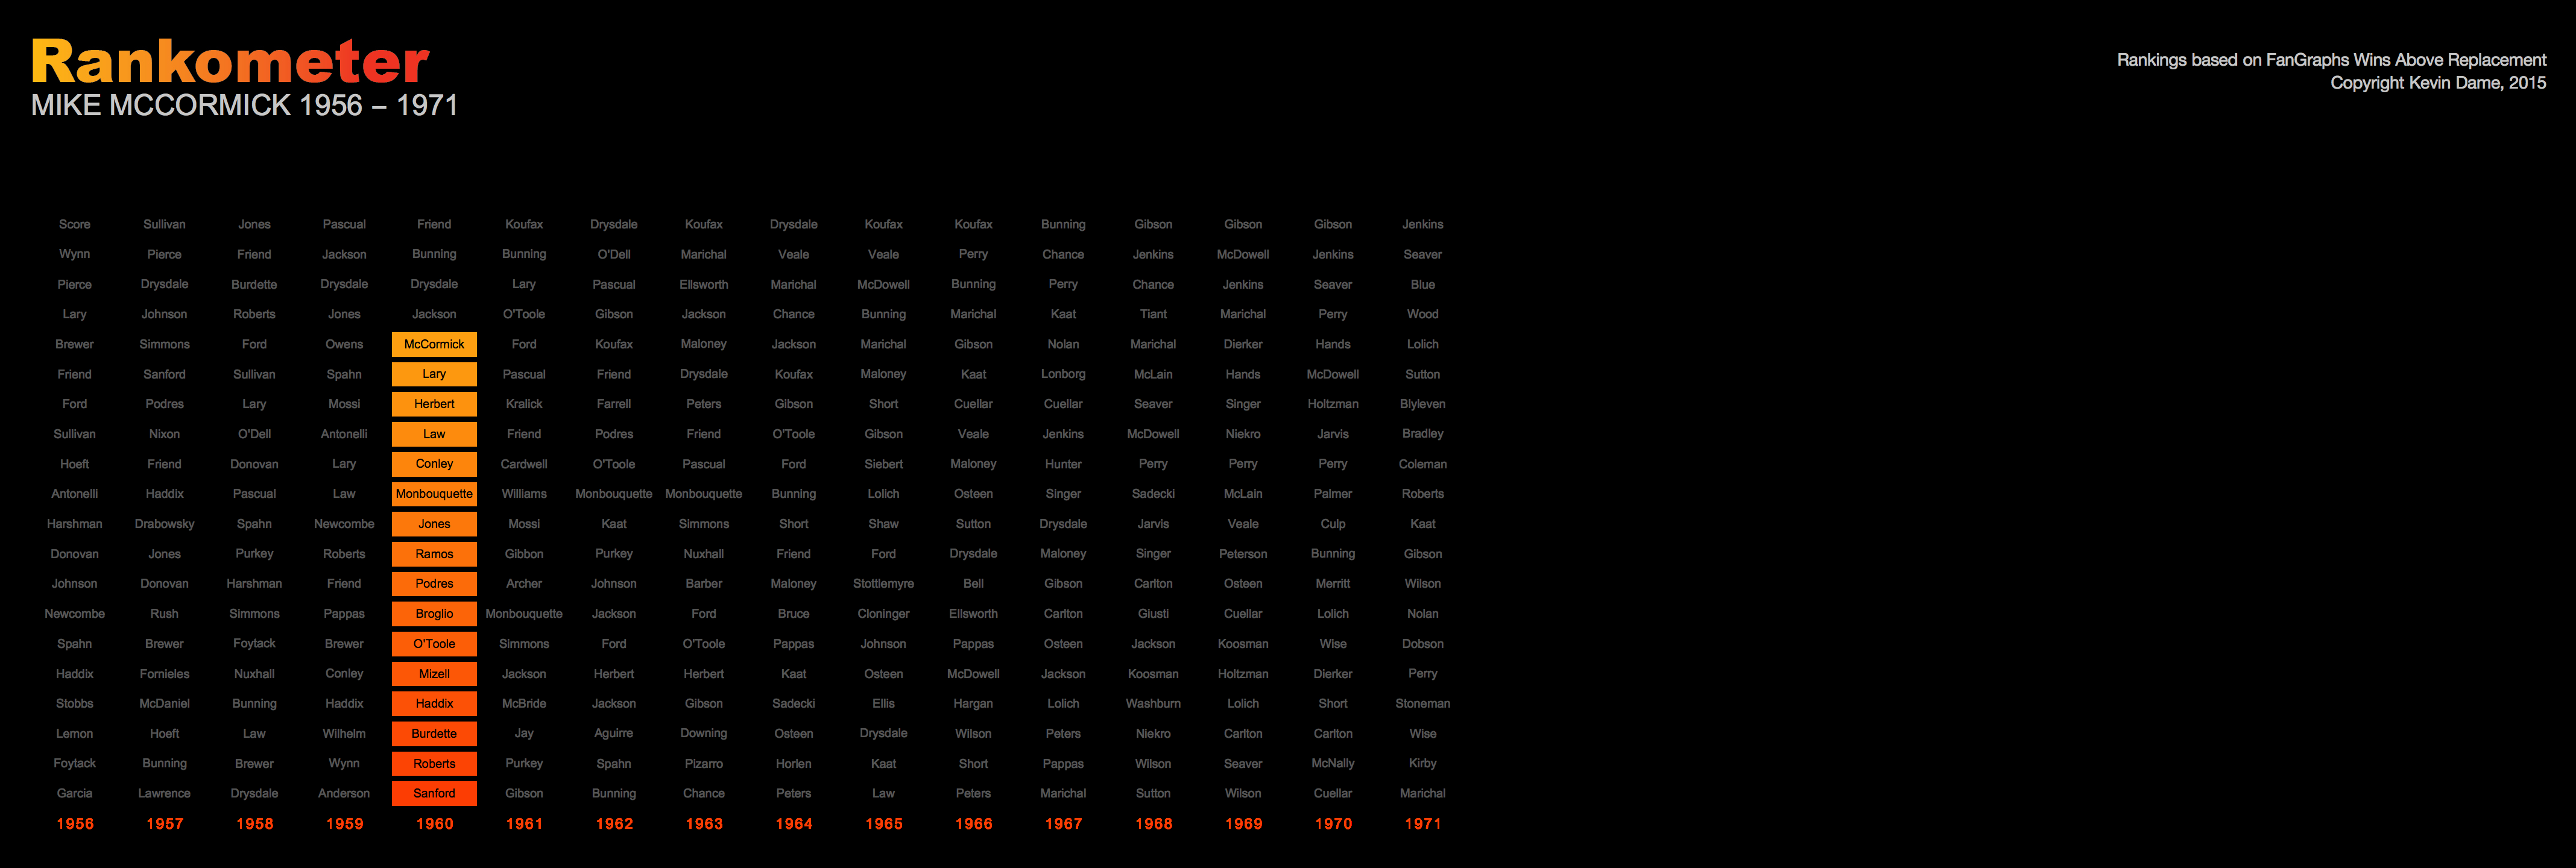 Rankometer
MIKE MCCORMICK 1956 – 1971
Rankings based on FanGraphs Wins Above Replacement
Copyright Kevin Dame, 2015
Score Sullivan Jones Pascual Friend Koufax Drysdale Koufax Drysdale Koufax Koufax Bunning Gibson Gibson Gibson Jenkins
Wynn Pierce Friend Jackson Bunning Bunning O'Dell Marichal Veale Veale Perry Chance Jenkins McDowell Jenkins Seaver
Pierce Drysdale Burdette Drysdale Drysdale Lary Pascual Ellsworth Marichal McDowell Bunning Perry Chance Jenkins Seaver Blue
Lary Johnson Roberts Jones Jackson O'Toole Gibson Jackson Chance Bunning Marichal Kaat Tiant Marichal Perry Wood
Brewer Simmons Ford Owens McCormick Ford Koufax Maloney Jackson Marichal Gibson Nolan Marichal Dierker Hands Lolich
Friend Sanford Sullivan Spahn Lary Pascual Friend Drysdale Koufax Maloney Kaat Lonborg McLain Hands McDowell Sutton
Ford Podres Lary Mossi Herbert Kralick Farrell Peters Gibson Short Cuellar Cuellar Seaver Singer Holtzman Blyleven
Sullivan Nixon O'Dell Antonelli Law Friend Podres Friend O'Toole Gibson Veale Jenkins McDowell Niekro Jarvis Bradley
Hoeft Friend Donovan Lary Conley Cardwell O'Toole Pascual Ford Siebert Maloney Hunter Perry Perry Perry Coleman
Antonelli Haddix Pascual Law Monbouquette Williams Monbouquette Monbouquette Bunning Lolich Osteen Singer Sadecki McLain Palmer Roberts
Harshman Drabowsky Spahn Newcombe Jones Mossi Kaat Simmons Short Shaw Sutton Drysdale Jarvis Veale Culp Kaat
Donovan Jones Purkey Roberts Ramos Gibbon Purkey Nuxhall Friend Ford Drysdale Maloney Singer Peterson Bunning Gibson
Johnson Donovan Harshman Friend Podres Archer Johnson Barber Maloney Stottlemyre Bell Gibson Carlton Osteen Merritt Wilson
Newcombe Rush Simmons Pappas Broglio Monbouquette Jackson Ford Bruce Cloninger Ellsworth Carlton Giusti Cuellar Lolich Nolan
Spahn Brewer Foytack Brewer O'Toole Simmons Ford O'Toole Pappas Johnson Pappas Osteen Jackson Koosman Wise Dobson
Haddix Fornieles Nuxhall Conley Mizell Jackson Herbert Herbert Kaat Osteen McDowell Jackson Koosman Holtzman Dierker Perry
Stobbs McDaniel Bunning Haddix Haddix McBride Jackson Gibson Sadecki Ellis Hargan Lolich Washburn Lolich Short Stoneman
Lemon Hoeft Law Wilhelm Burdette Jay Aguirre Downing Osteen Drysdale Wilson Peters Niekro Carlton Carlton Wise
Foytack Bunning Brewer Wynn Roberts Purkey Spahn Pizarro Horlen Kaat Short Pappas Wilson Seaver McNally Kirby
Garcia Lawrence Drysdale Anderson Sanford Gibson Bunning Chance Peters Law Peters Marichal Sutton Wilson Cuellar Marichal
1956 1957 1958 1959 1960 1961 1962 1963 1964 1965 1966 1967 1968 1969 1970 1971